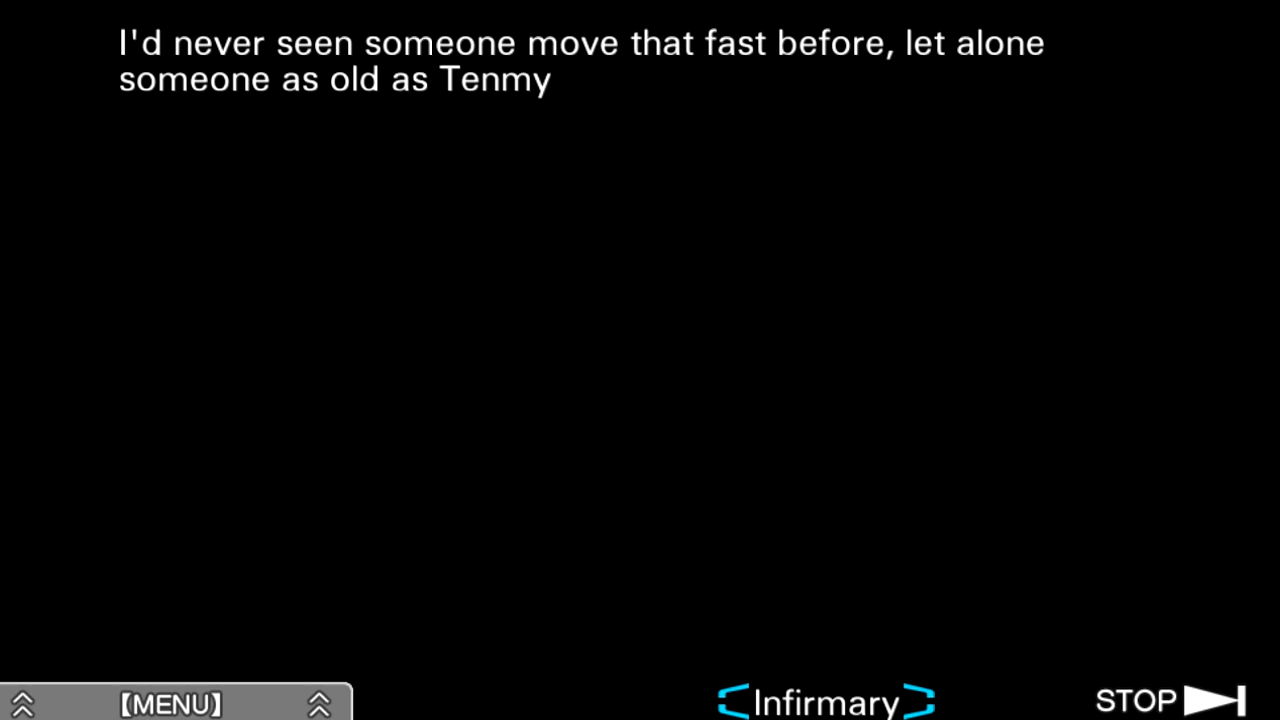 I'd never seen someone move that fast before, let alone
someone as old as Tenmy
【MENU】
Infirmary
STOP